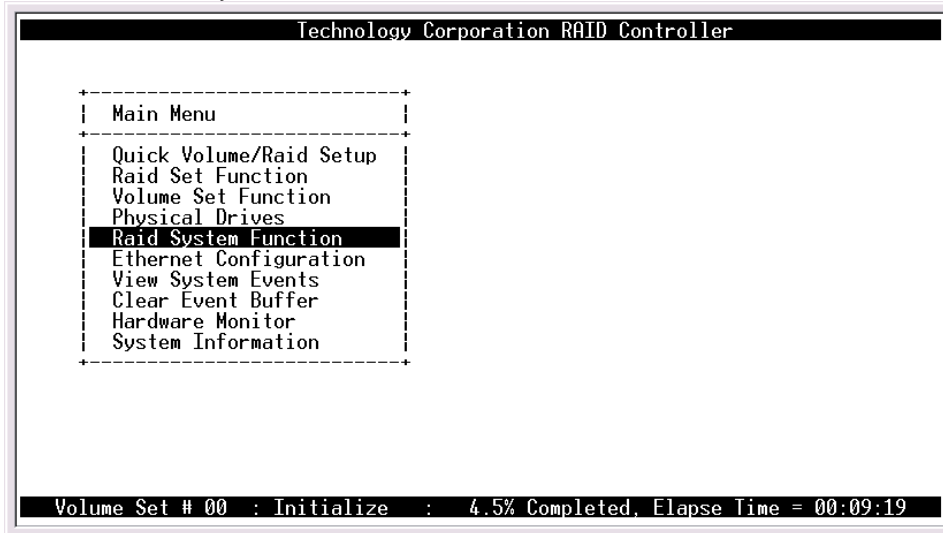 Technology Corporation RAID Controller
Main Menu
Quick Volume/Raid Setup
Raid Set Function
Volume Set Function
Physical Drives
Raid System Function
Ethernet Configuration
View System Events
Clear Event Buffer
Hardware Monitor
System Information
Volume Set # 00 : Initialize : 4.5% Completed, Elapse Time = 00:09:19